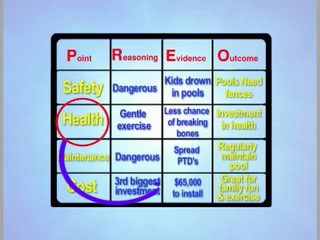 Point Reasoning Evidence Outcome
Safety Dangerous Kids drown in pools Pools Need fences
Health Gentle exercise Less chance of breaking bones Investment in health
Maintenance Dangerous Spread PTD's Regularly maintain pool
Cost 3rd biggest investment $65,000 to install Great for family fun & exercise